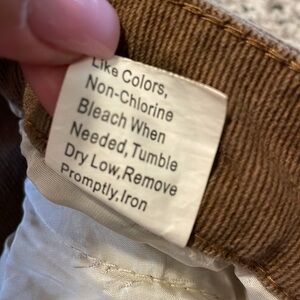 Like Colors,
Non-Chlorine
Bleach When
Needed,Tumble
Dry Low,Remove
Promptly,Iron